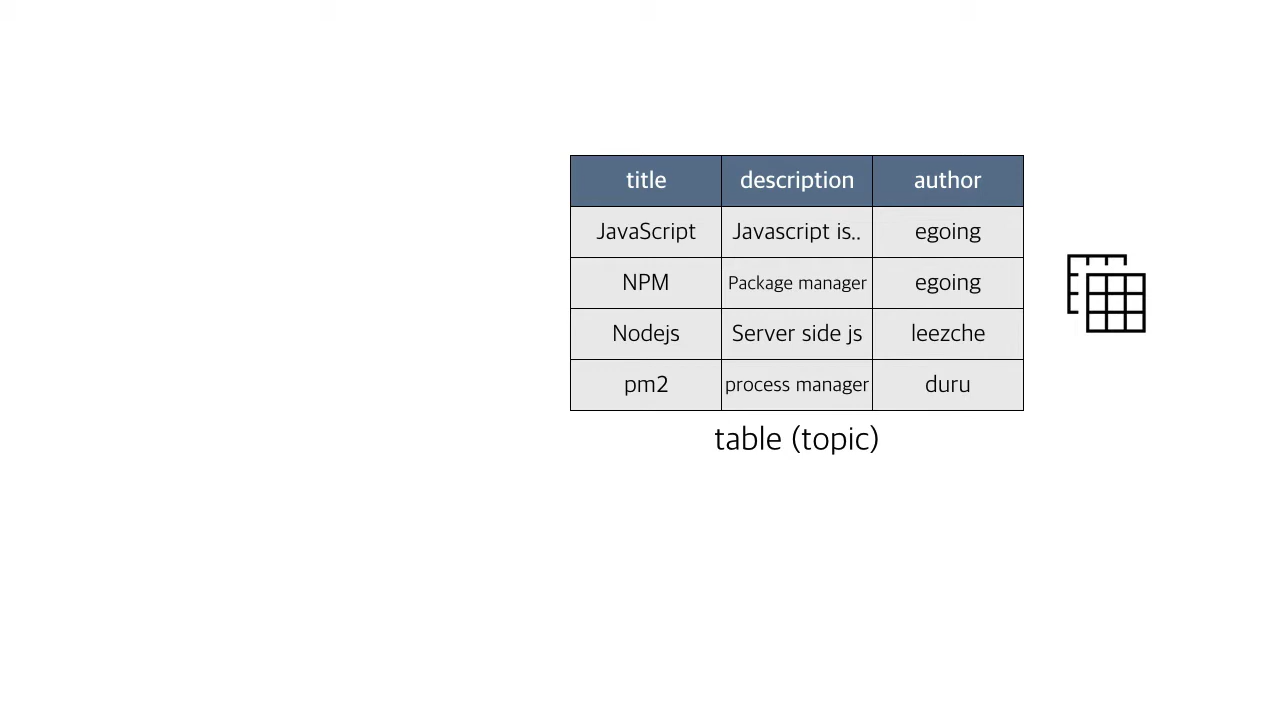 title description author
JavaScript Javascript is.. egoing
NPM Package manager egoing
Nodejs Server side js leezche
pm2 process manager duru
table (topic)